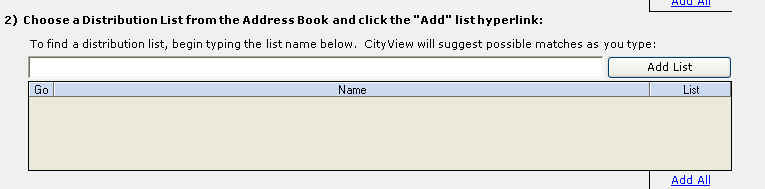 Add All
2) Choose a Distribution List from the Address Book and click the "Add" list hyperlink:
To find a distribution list, begin typing the list name below. CityView will suggest possible matches as you type:
Add List
Go Name List
Add All